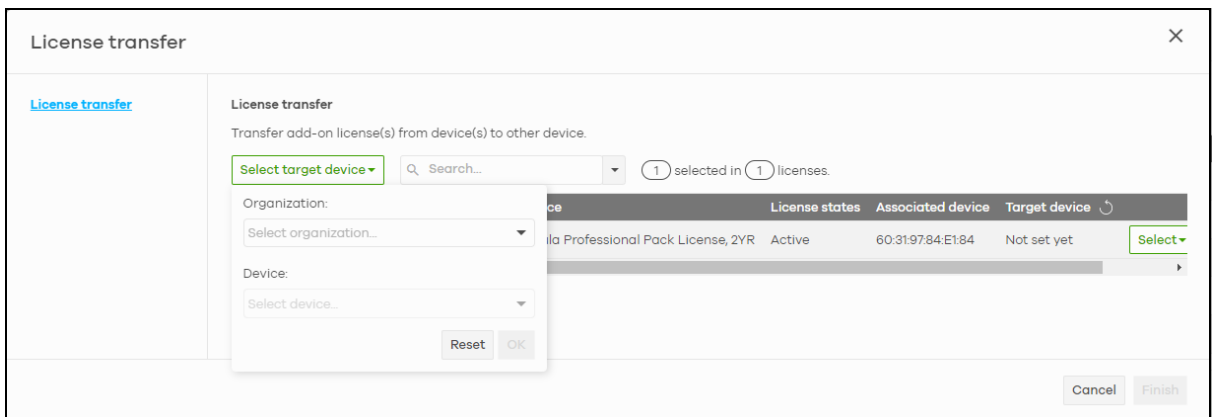 License transfer
License transfer
License transfer
Transfer add-on license(s) from device(s) to other device.
Select target device Search... 1 selected in 1 licenses.
Organization:
Select organization...
Device:
Select device...
Reset OK
ce License states Associated device Target device
la Professional Pack License, 2YR Active 60:31:97:84:E1:84 Not set yet Select
Cancel Finish